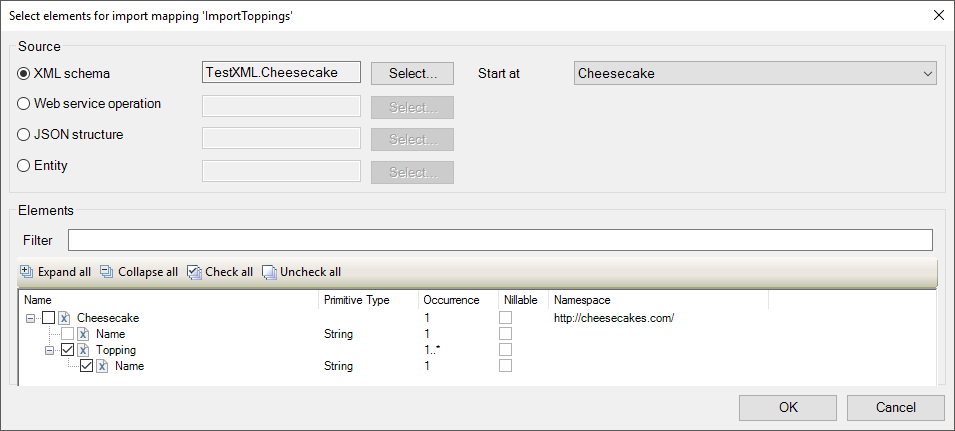 Select elements for import mapping 'ImportToppings'
Source
XML schema TestXML.Cheesecake Select... Start at Cheesecake
Web service operation Select...
JSON structure Select...
Entity Select...
Elements
Filter
Expand all Collapse all Check all Uncheck all
Name Primitive Type Occurrence Nillable Namespace
Cheesecake 1 http://cheesecakes.com/
Name String 1
Topping 1..*
Name String 1
OK Cancel